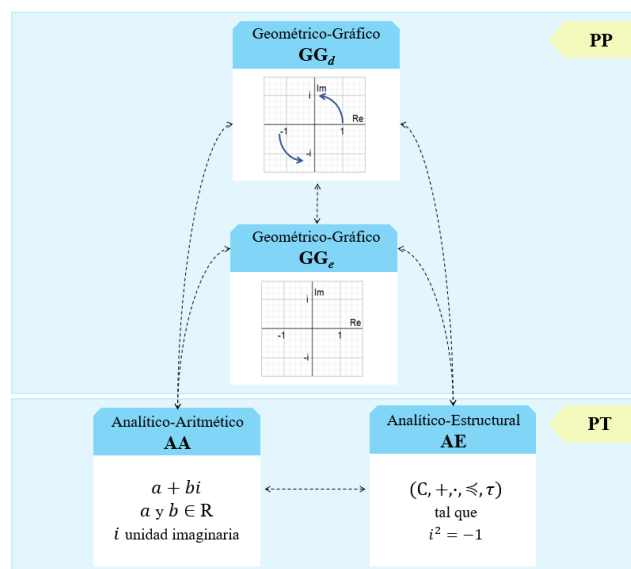 Geométrico-Gráfico
PP
GG𝑑
Im
i
Re
-1
1
-i
Geométrico-Gráfico
GG𝑒
Im
i
Re
-1
1
-i
Analítico-Aritmético
AA
Analítico-Estructural
AE
PT
𝑎 + 𝑏𝑖
𝑎 y 𝑏 ∈ R
𝑖 unidad imaginaria
(C, +,·, ≼, 𝜏)
tal que
𝑖² = −1